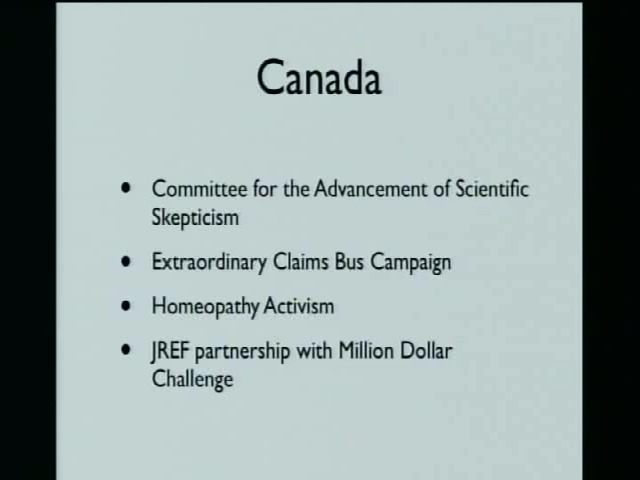 Canada
• Committee for the Advancement of Scientific
Skepticism
• Extraordinary Claims Bus Campaign
• Homeopathy Activism
• JREF partnership with Million Dollar
Challenge